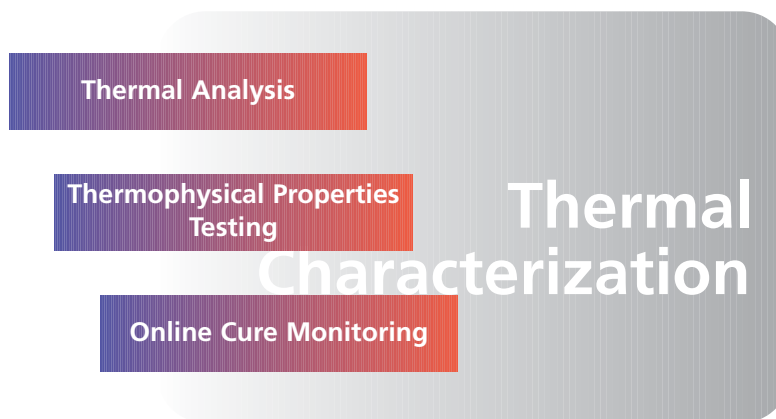 Thermal Analysis
Thermophysical Properties
Testing
Online Cure Monitoring
Thermal
Characterization